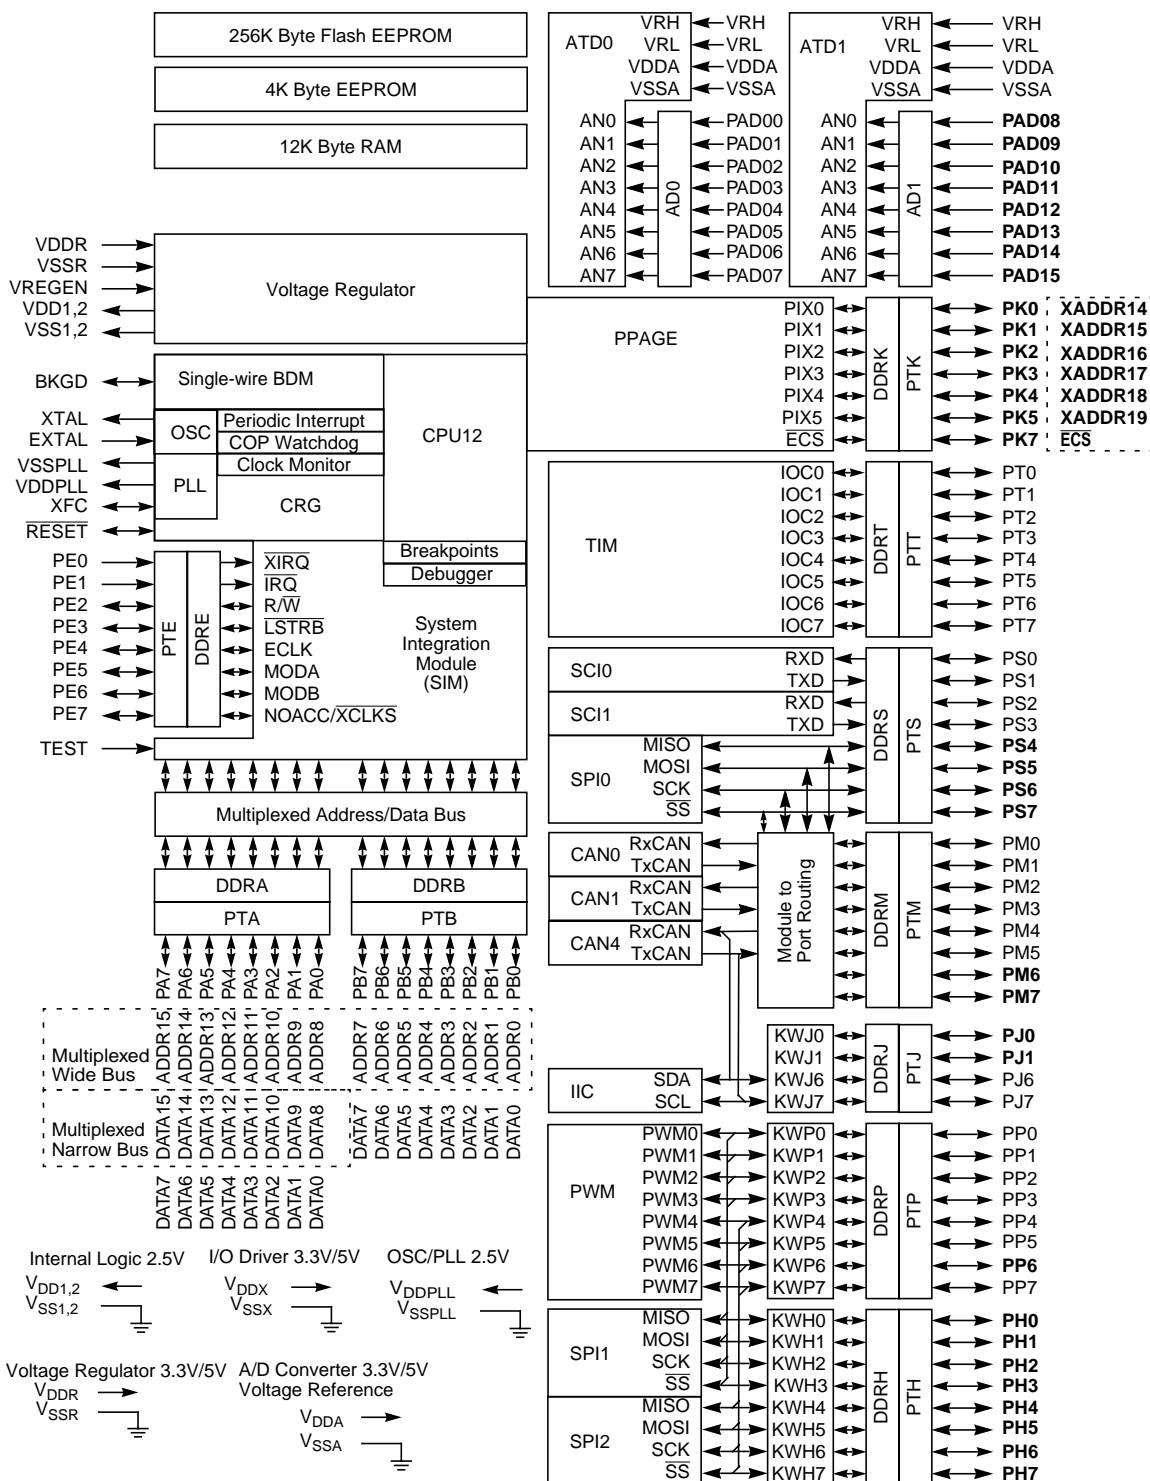 256K Byte Flash EEPROM
4K Byte EEPROM
12K Byte RAM
ATD0
VRH
VRL
VDDA
VSSA
VRH
VRL
VDDA
VSSA
AN0
AN1
AN2
AN3
AN4
AN5
AN6
AN7
AD0
PAD00
PAD01
PAD02
PAD03
PAD04
PAD05
PAD06
PAD07
ATD1
VRH
VRL
VDDA
VSSA
VRH
VRL
VDDA
VSSA
AN0
AN1
AN2
AN3
AN4
AN5
AN6
AN7
AD1
PAD08
PAD09
PAD10
PAD11
PAD12
PAD13
PAD14
PAD15
VDDR
VSSR
VREGEN
VDD1,2
VSS1,2
Voltage Regulator
BKGD
XTAL
EXTAL
VSSPLL
VDDPLL
XFC
RESET
Single-wire BDM
OSC
Periodic Interrupt
COP Watchdog
Clock Monitor
PLL
CRG
CPU12
Breakpoints
Debugger
PE0
PE1
PE2
PE3
PE4
PE5
PE6
PE7
TEST
PTE
DDRE
XIRQ
IRQ
R/W
LSTRB
ECLK
MODA
MODB
NOACC/XCLKS
System
Integration
Module
(SIM)
Multiplexed Address/Data Bus
DDRA
PTA
DDRB
PTB
PA7
PA6
PA5
PA4
PA3
PA2
PA1
PA0
PB7
PB6
PB5
PB4
PB3
PB2
PB1
PB0
Multiplexed
Wide Bus
ADDR15
ADDR14
ADDR13
ADDR12
ADDR11
ADDR10
ADDR9
ADDR8
ADDR7
ADDR6
ADDR5
ADDR4
ADDR3
ADDR2
ADDR1
ADDR0
DATA15
DATA14
DATA13
DATA12
DATA11
DATA10
DATA9
DATA8
DATA7
DATA6
DATA5
DATA4
DATA3
DATA2
DATA1
DATA0
Multiplexed
Narrow Bus
DATA7
DATA6
DATA5
DATA4
DATA3
DATA2
DATA1
DATA0
Internal Logic 2.5V
VDD1,2
VSS1,2
I/O Driver 3.3V/5V
VDDX
VSSX
OSC/PLL 2.5V
VDDPLL
VSSPLL
Voltage Regulator 3.3V/5V
VDDR
VSSR
A/D Converter 3.3V/5V
Voltage Reference
VDDA
VSSA
PPAGE
PIX0
PIX1
PIX2
PIX3
PIX4
PIX5
ECS
DDRK
PTK
PK0
PK1
PK2
PK3
PK4
PK5
PK7
XADDR14
XADDR15
XADDR16
XADDR17
XADDR18
XADDR19
ECS
TIM
IOC0
IOC1
IOC2
IOC3
IOC4
IOC5
IOC6
IOC7
DDRT
PTT
PT0
PT1
PT2
PT3
PT4
PT5
PT6
PT7
SCI0
RXD
TXD
SCI1
RXD
TXD
SPI0
MISO
MOSI
SCK
SS
DDRS
PTS
PS0
PS1
PS2
PS3
PS4
PS5
PS6
PS7
CAN0
RxCAN
TxCAN
CAN1
RxCAN
TxCAN
CAN4
RxCAN
TxCAN
Module to
Port Routing
DDRM
PTM
PM0
PM1
PM2
PM3
PM4
PM5
PM6
PM7
IIC
SDA
SCL
KWJ0
KWJ1
KWJ6
KWJ7
DDRJ
PTJ
PJ0
PJ1
PJ6
PJ7
PWM
PWM0
PWM1
PWM2
PWM3
PWM4
PWM5
PWM6
PWM7
KWP0
KWP1
KWP2
KWP3
KWP4
KWP5
KWP6
KWP7
DDRP
PTP
PP0
PP1
PP2
PP3
PP4
PP5
PP6
PP7
SPI1
MISO
MOSI
SCK
SS
SPI2
MISO
MOSI
SCK
SS
KWH0
KWH1
KWH2
KWH3
KWH4
KWH5
KWH6
KWH7
DDRH
PTH
PH0
PH1
PH2
PH3
PH4
PH5
PH6
PH7